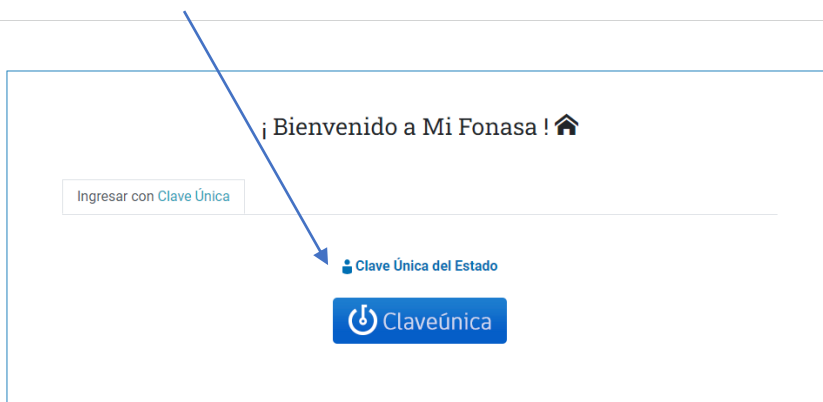 ¡ Bienvenido a Mi Fonasa !
Ingresar con Clave Única
Clave Única del Estado
Claveúnica